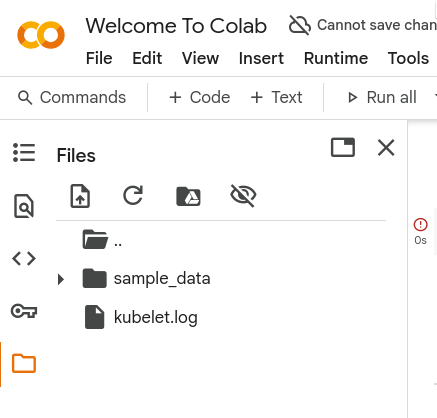 Welcome To Colab
Cannot save chan
File Edit View Insert Runtime Tools
Commands + Code + Text Run all
Files
..
sample_data
kubelet.log
0s